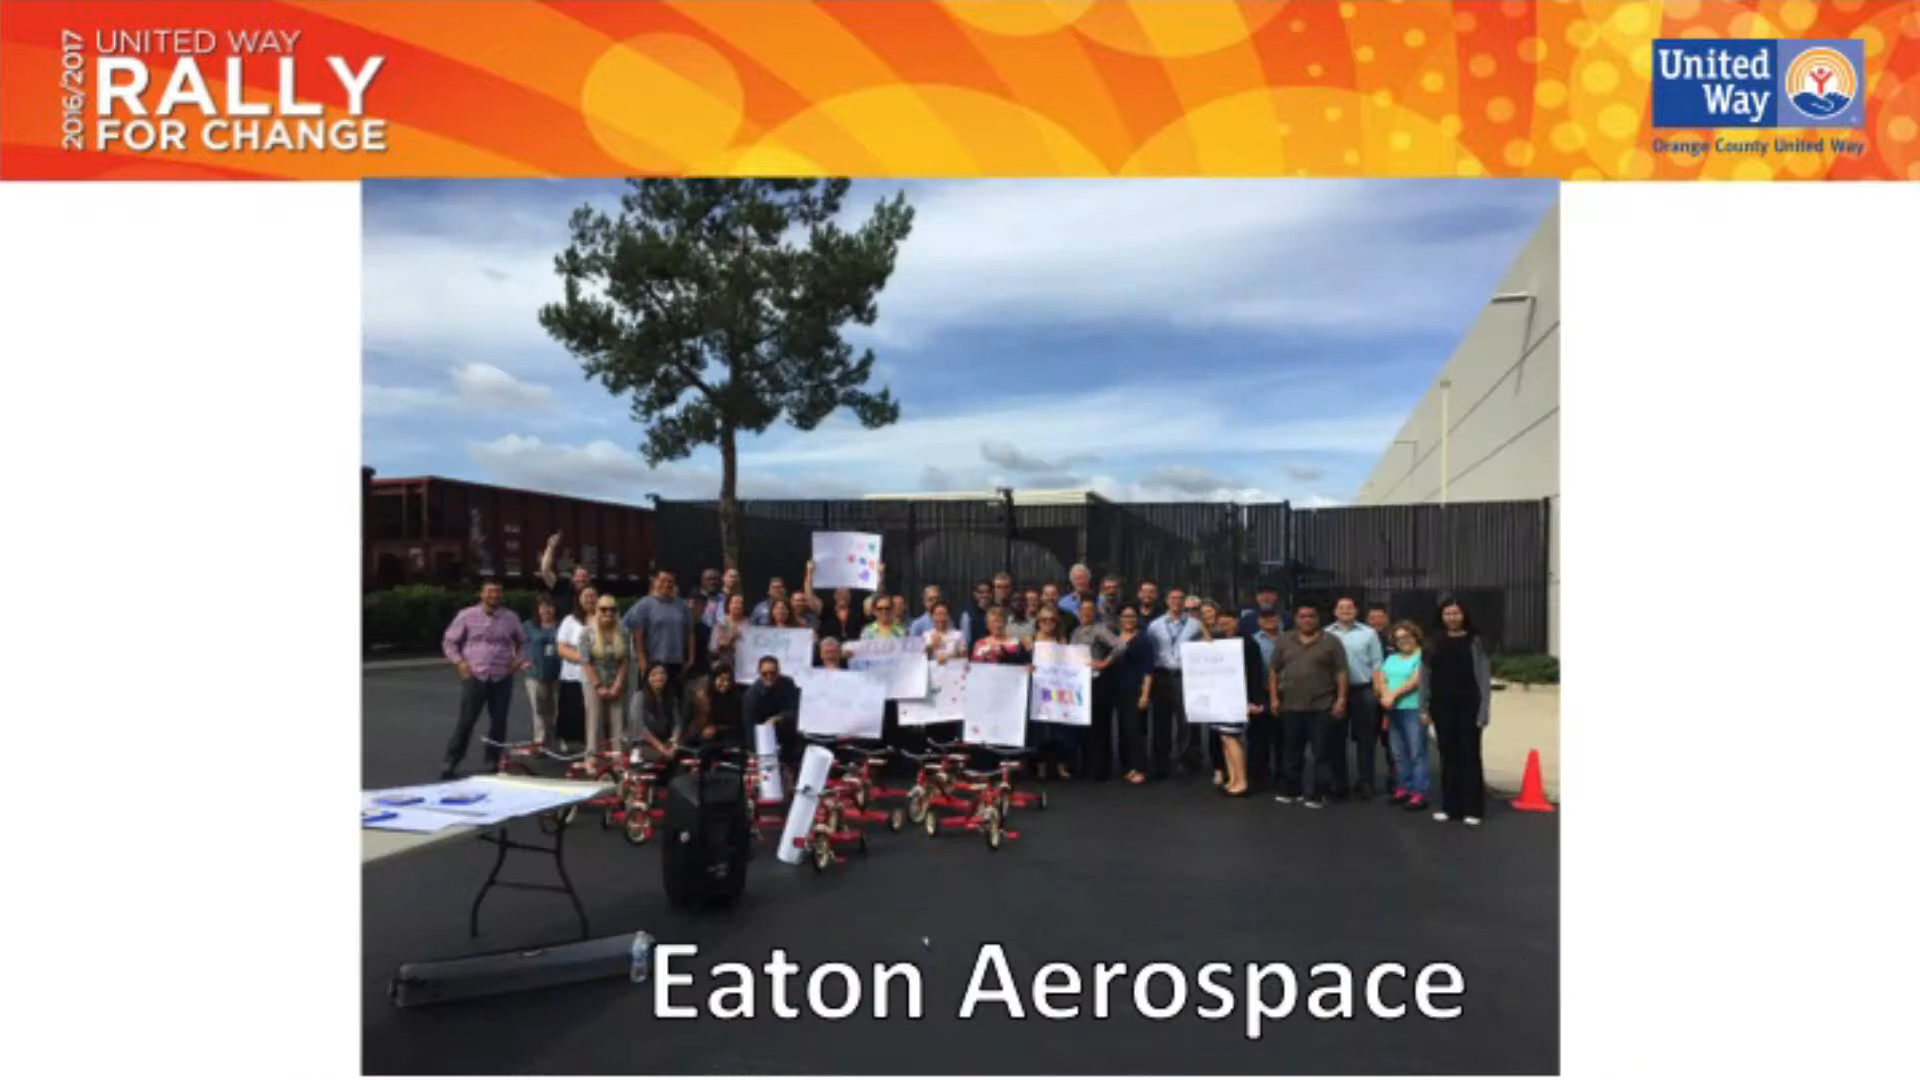 2016/2017
UNITED WAY
RALLY
FOR CHANGE
United
Way
Orange County United Way
Eaton Aerospace